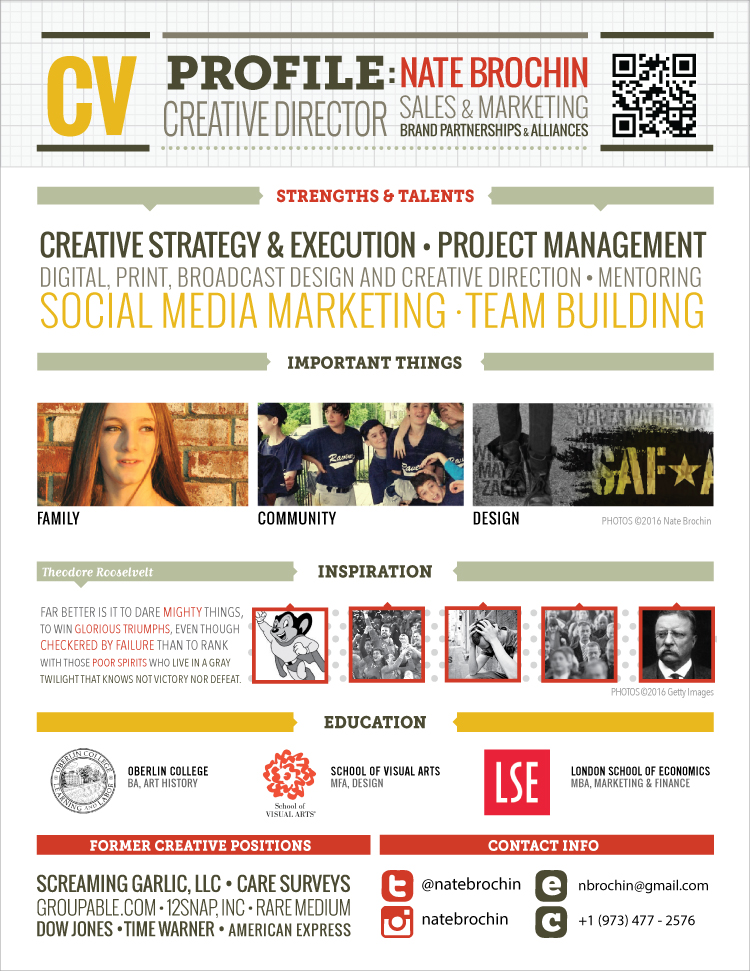 CV
PROFILE: NATE BROCHIN
CREATIVE DIRECTOR
SALES & MARKETING
BRAND PARTNERSHIPS & ALLIANCES
STRENGTHS & TALENTS
CREATIVE STRATEGY & EXECUTION • PROJECT MANAGEMENT
DIGITAL, PRINT, BROADCAST DESIGN AND CREATIVE DIRECTION • MENTORING
SOCIAL MEDIA MARKETING · TEAM BUILDING
IMPORTANT THINGS
Ravens
SAF★A
FAMILY
COMMUNITY
DESIGN
PHOTOS ©2016 Nate Brochin
Theodore Rooselvelt
INSPIRATION
FAR BETTER IS IT TO DARE MIGHTY THINGS,
TO WIN GLORIOUS TRIUMPHS, EVEN THOUGH
CHECKERED BY FAILURE THAN TO RANK
WITH THOSE POOR SPIRITS WHO LIVE IN A GRAY
TWILIGHT THAT KNOWS NOT VICTORY NOR DEFEAT.
PHOTOS ©2016 Getty Images
EDUCATION
OBERLIN COLLEGE
LEARNING AND LABOR
OBERLIN COLLEGE
BA, ART HISTORY
School of
VISUAL ARTS
SCHOOL OF VISUAL ARTS
MFA, DESIGN
LSE
LONDON SCHOOL OF ECONOMICS
MBA, MARKETING & FINANCE
FORMER CREATIVE POSITIONS
SCREAMING GARLIC, LLC • CARE SURVEYS
GROUPABLE.COM • 12SNAP, INC • RARE MEDIUM
DOW JONES • TIME WARNER • AMERICAN EXPRESS
CONTACT INFO
t @natebrochin
e nbrochin@gmail.com
natebrochin
c +1 (973) 477 - 2576